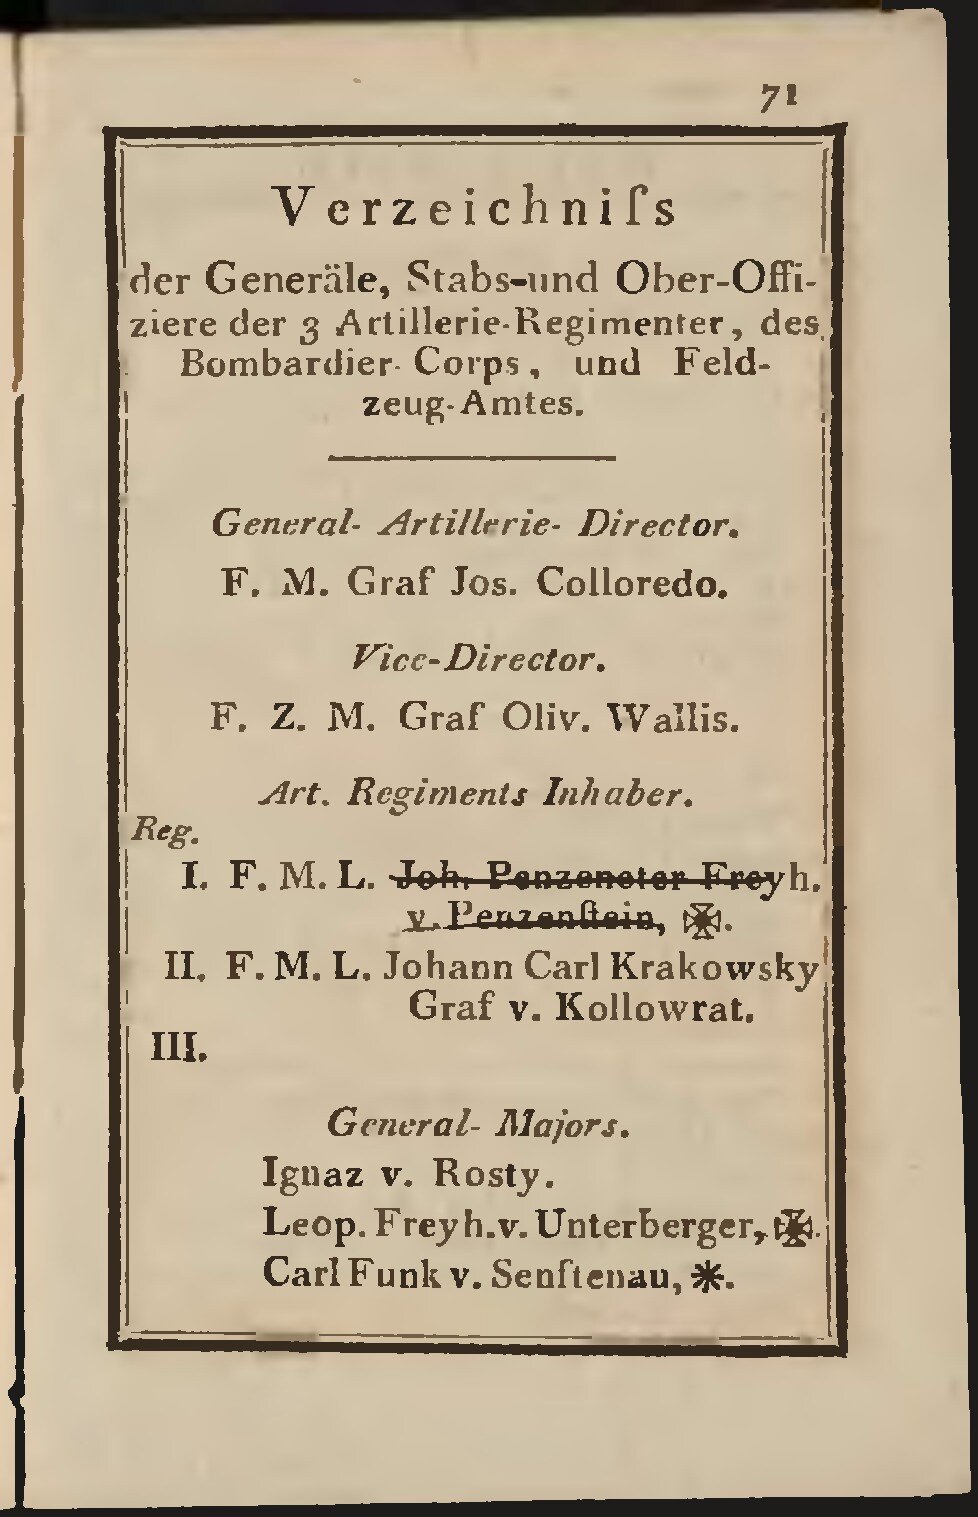 71
Verzeichniſs
der Generäle, Stabs-und Ober-Offi-
ziere der 3 Artillerie-Regimenter, des
Bombardier-Corps, und Feld-
zeug-Amtes.
General-Artillerie-Director.
F. M. Graf Jos. Colloredo.
Vice-Director.
F. Z. M. Graf Oliv. Wallis.
Art. Regiments Inhaber.
Reg.
I. F. M. L. Joh. Penzeneter Freyh.
v. Penzenſtein, ✠.
II. F. M. L. Johann Carl Krakowsky
Graf v. Kollowrat.
III.
General-Majors.
Ignaz v. Rosty.
Leop. Freyh. v. Unterberger, ✠.
Carl Funk v. Senftenau, *.